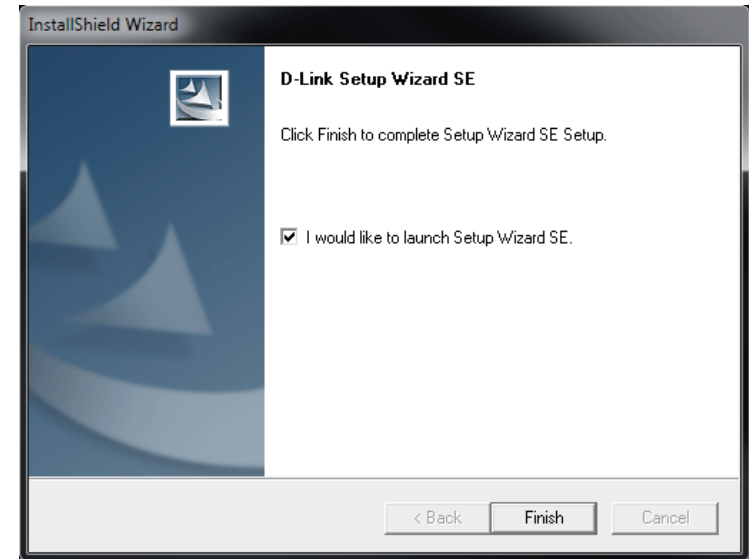 InstallShield Wizard
D-Link Setup Wizard SE
Click Finish to complete Setup Wizard SE Setup.
I would like to launch Setup Wizard SE.
< Back Finish Cancel